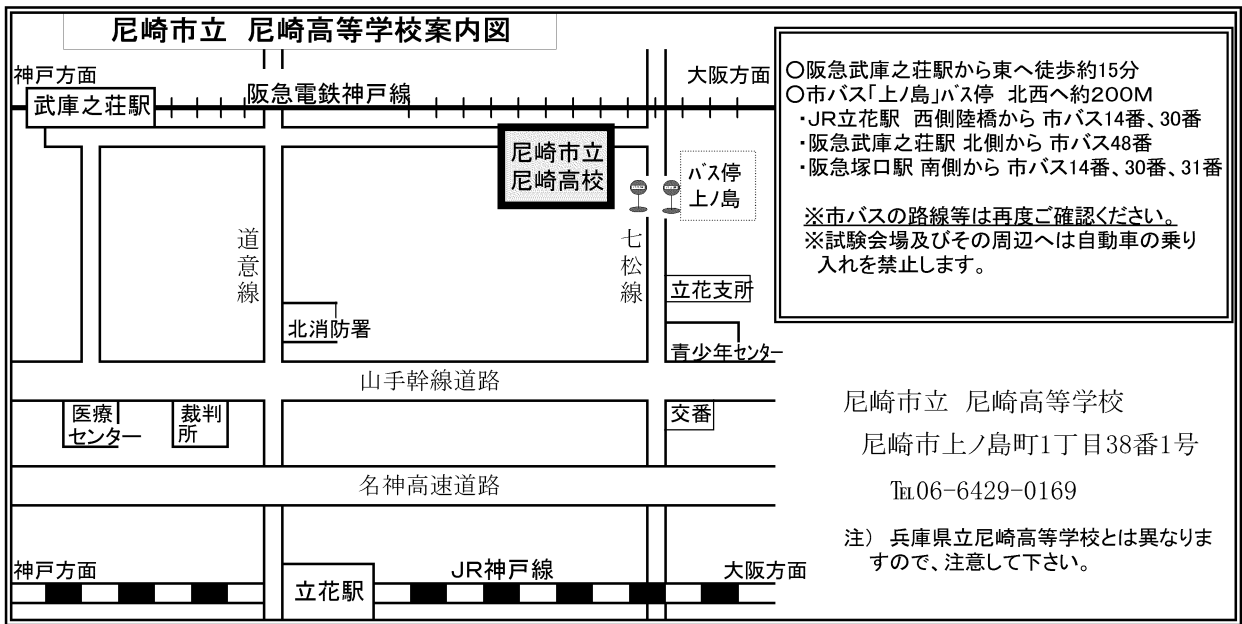 尼崎市立 尼崎高等学校案内図
神戸方面
大阪方面
武庫之荘駅
阪急電鉄神戸線
尼崎市立
尼崎高校
バス停
上ノ島
道意線
七松線
立花支所
北消防署
青少年センター
山手幹線道路
医療
センター
裁判
所
交番
名神高速道路
神戸方面
JR神戸線
大阪方面
立花駅
○阪急武庫之荘駅から東へ徒歩約15分
○市バス「上ノ島」バス停 北西へ約200M
・JR立花駅 西側陸橋から 市バス14番、30番
・阪急武庫之荘駅 北側から 市バス48番
・阪急塚口駅 南側から 市バス14番、30番、31番
※市バスの路線等は再度ご確認ください。
※試験会場及びその周辺へは自動車の乗り
入れを禁止します。
尼崎市立 尼崎高等学校
尼崎市上ノ島町1丁目38番1号
℡06-6429-0169
注) 兵庫県立尼崎高等学校とは異なりま
すので、注意して下さい。